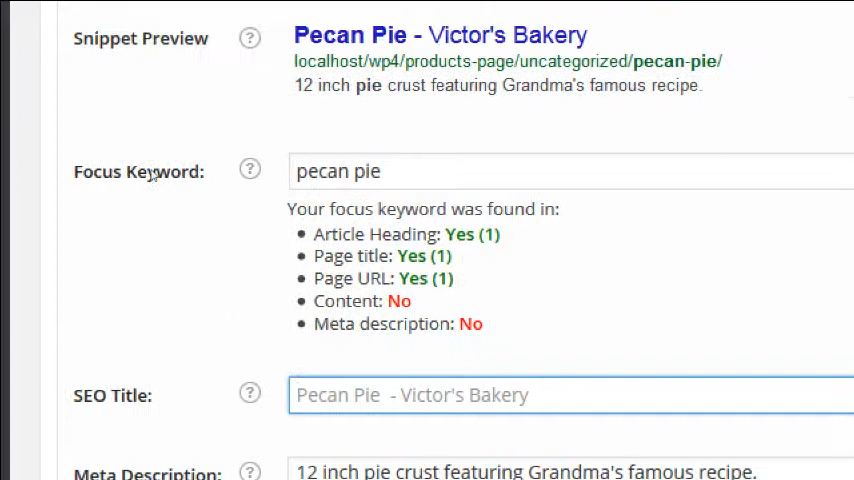 Snippet Preview ? Pecan Pie - Victor's Bakery
localhost/wp4/products-page/uncategorized/pecan-pie/
12 inch pie crust featuring Grandma's famous recipe.
Focus Keyword: ? pecan pie
Your focus keyword was found in:
• Article Heading: Yes (1)
• Page title: Yes (1)
• Page URL: Yes (1)
• Content: No
• Meta description: No
SEO Title: ? Pecan Pie - Victor's Bakery
Meta Description: ? 12 inch pie crust featuring Grandma's famous recipe.